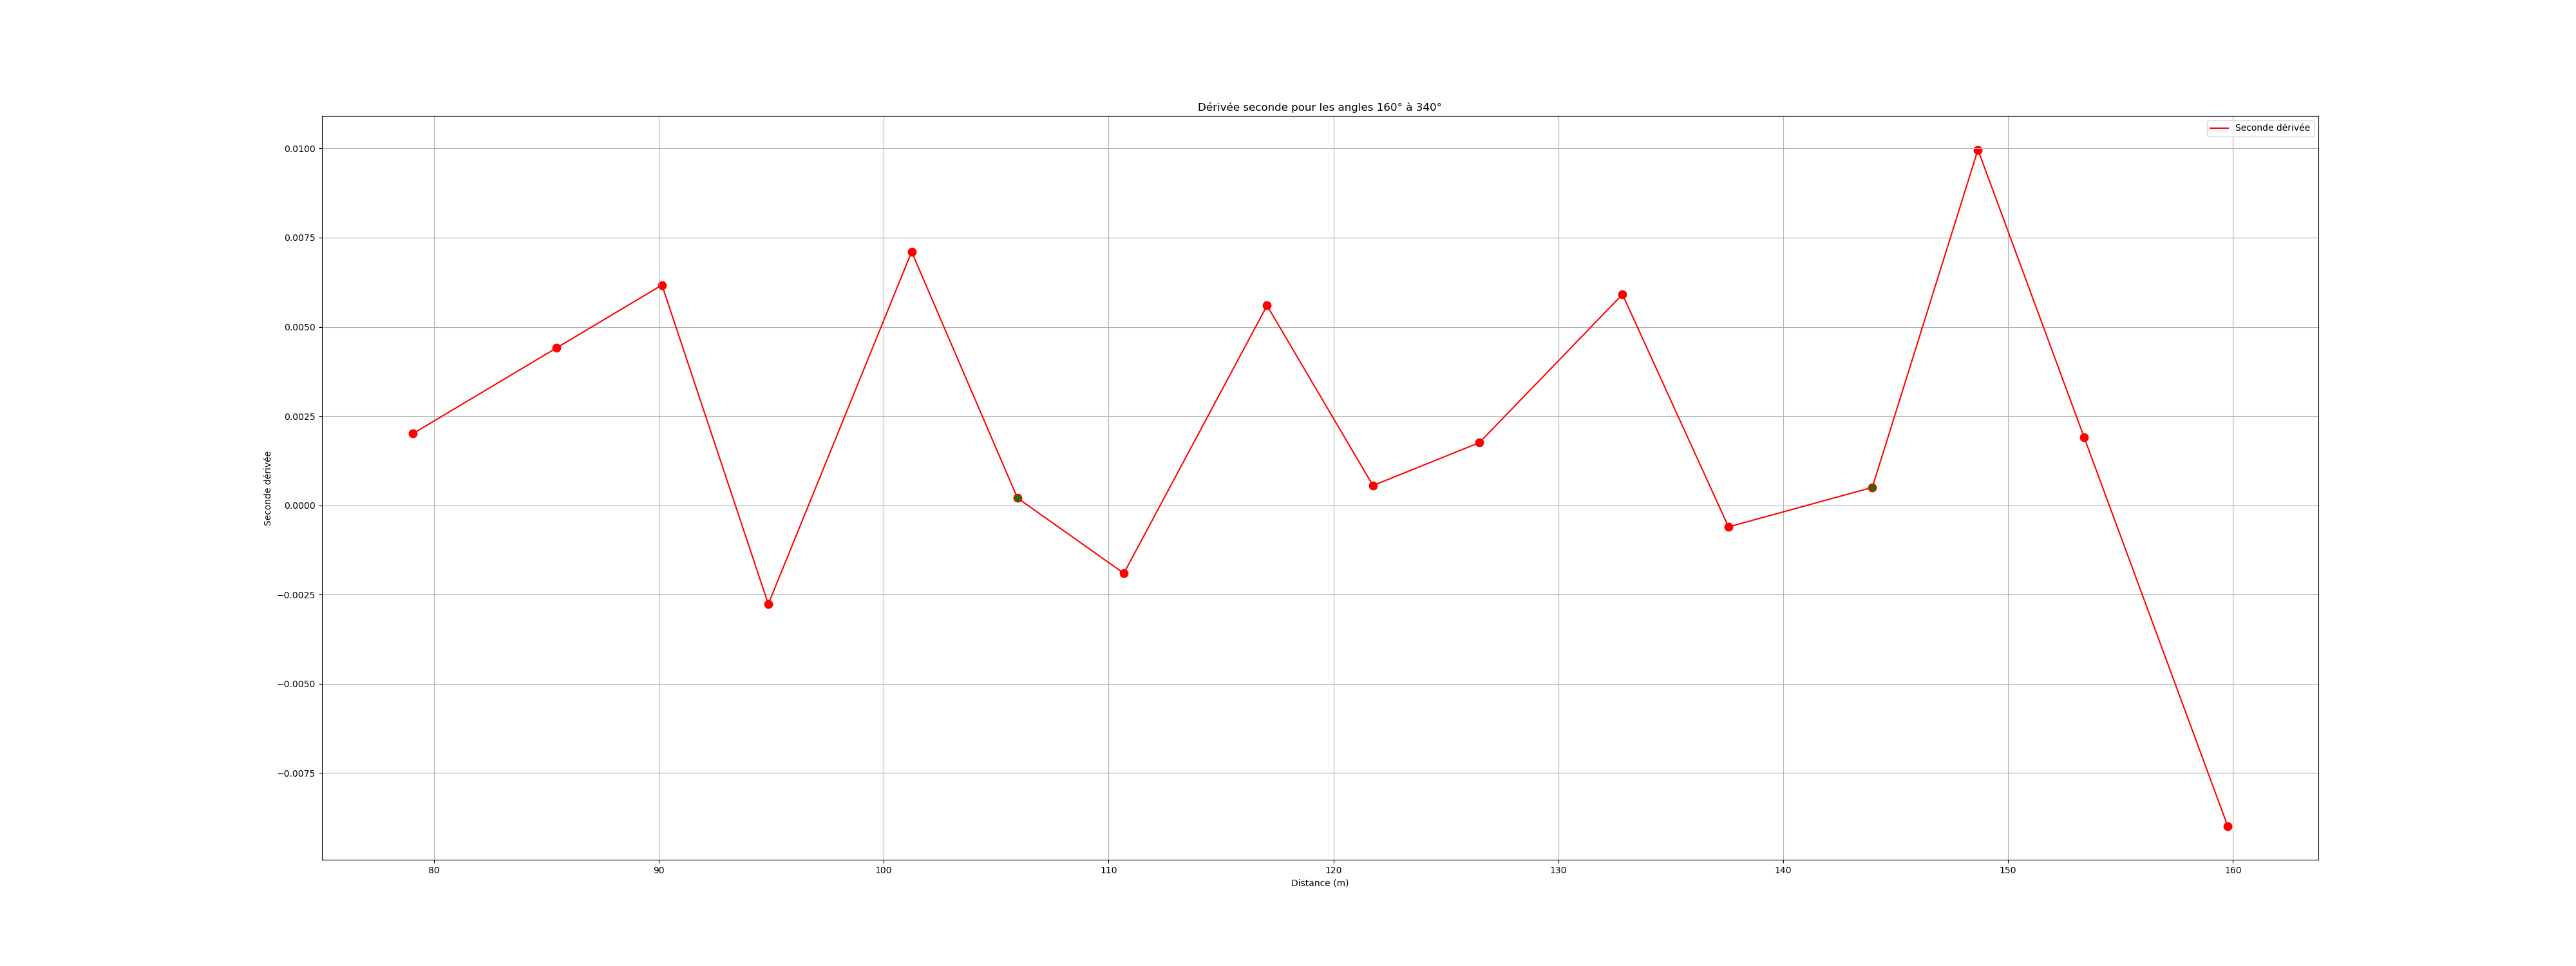 Dérivée seconde pour les angles 160° à 340°
Seconde dérivée
0.0100
0.0075
0.0050
0.0025
0.0000
−0.0025
−0.0050
−0.0075
Seconde dérivée
80 90 100 110 120 130 140 150 160
Distance (m)